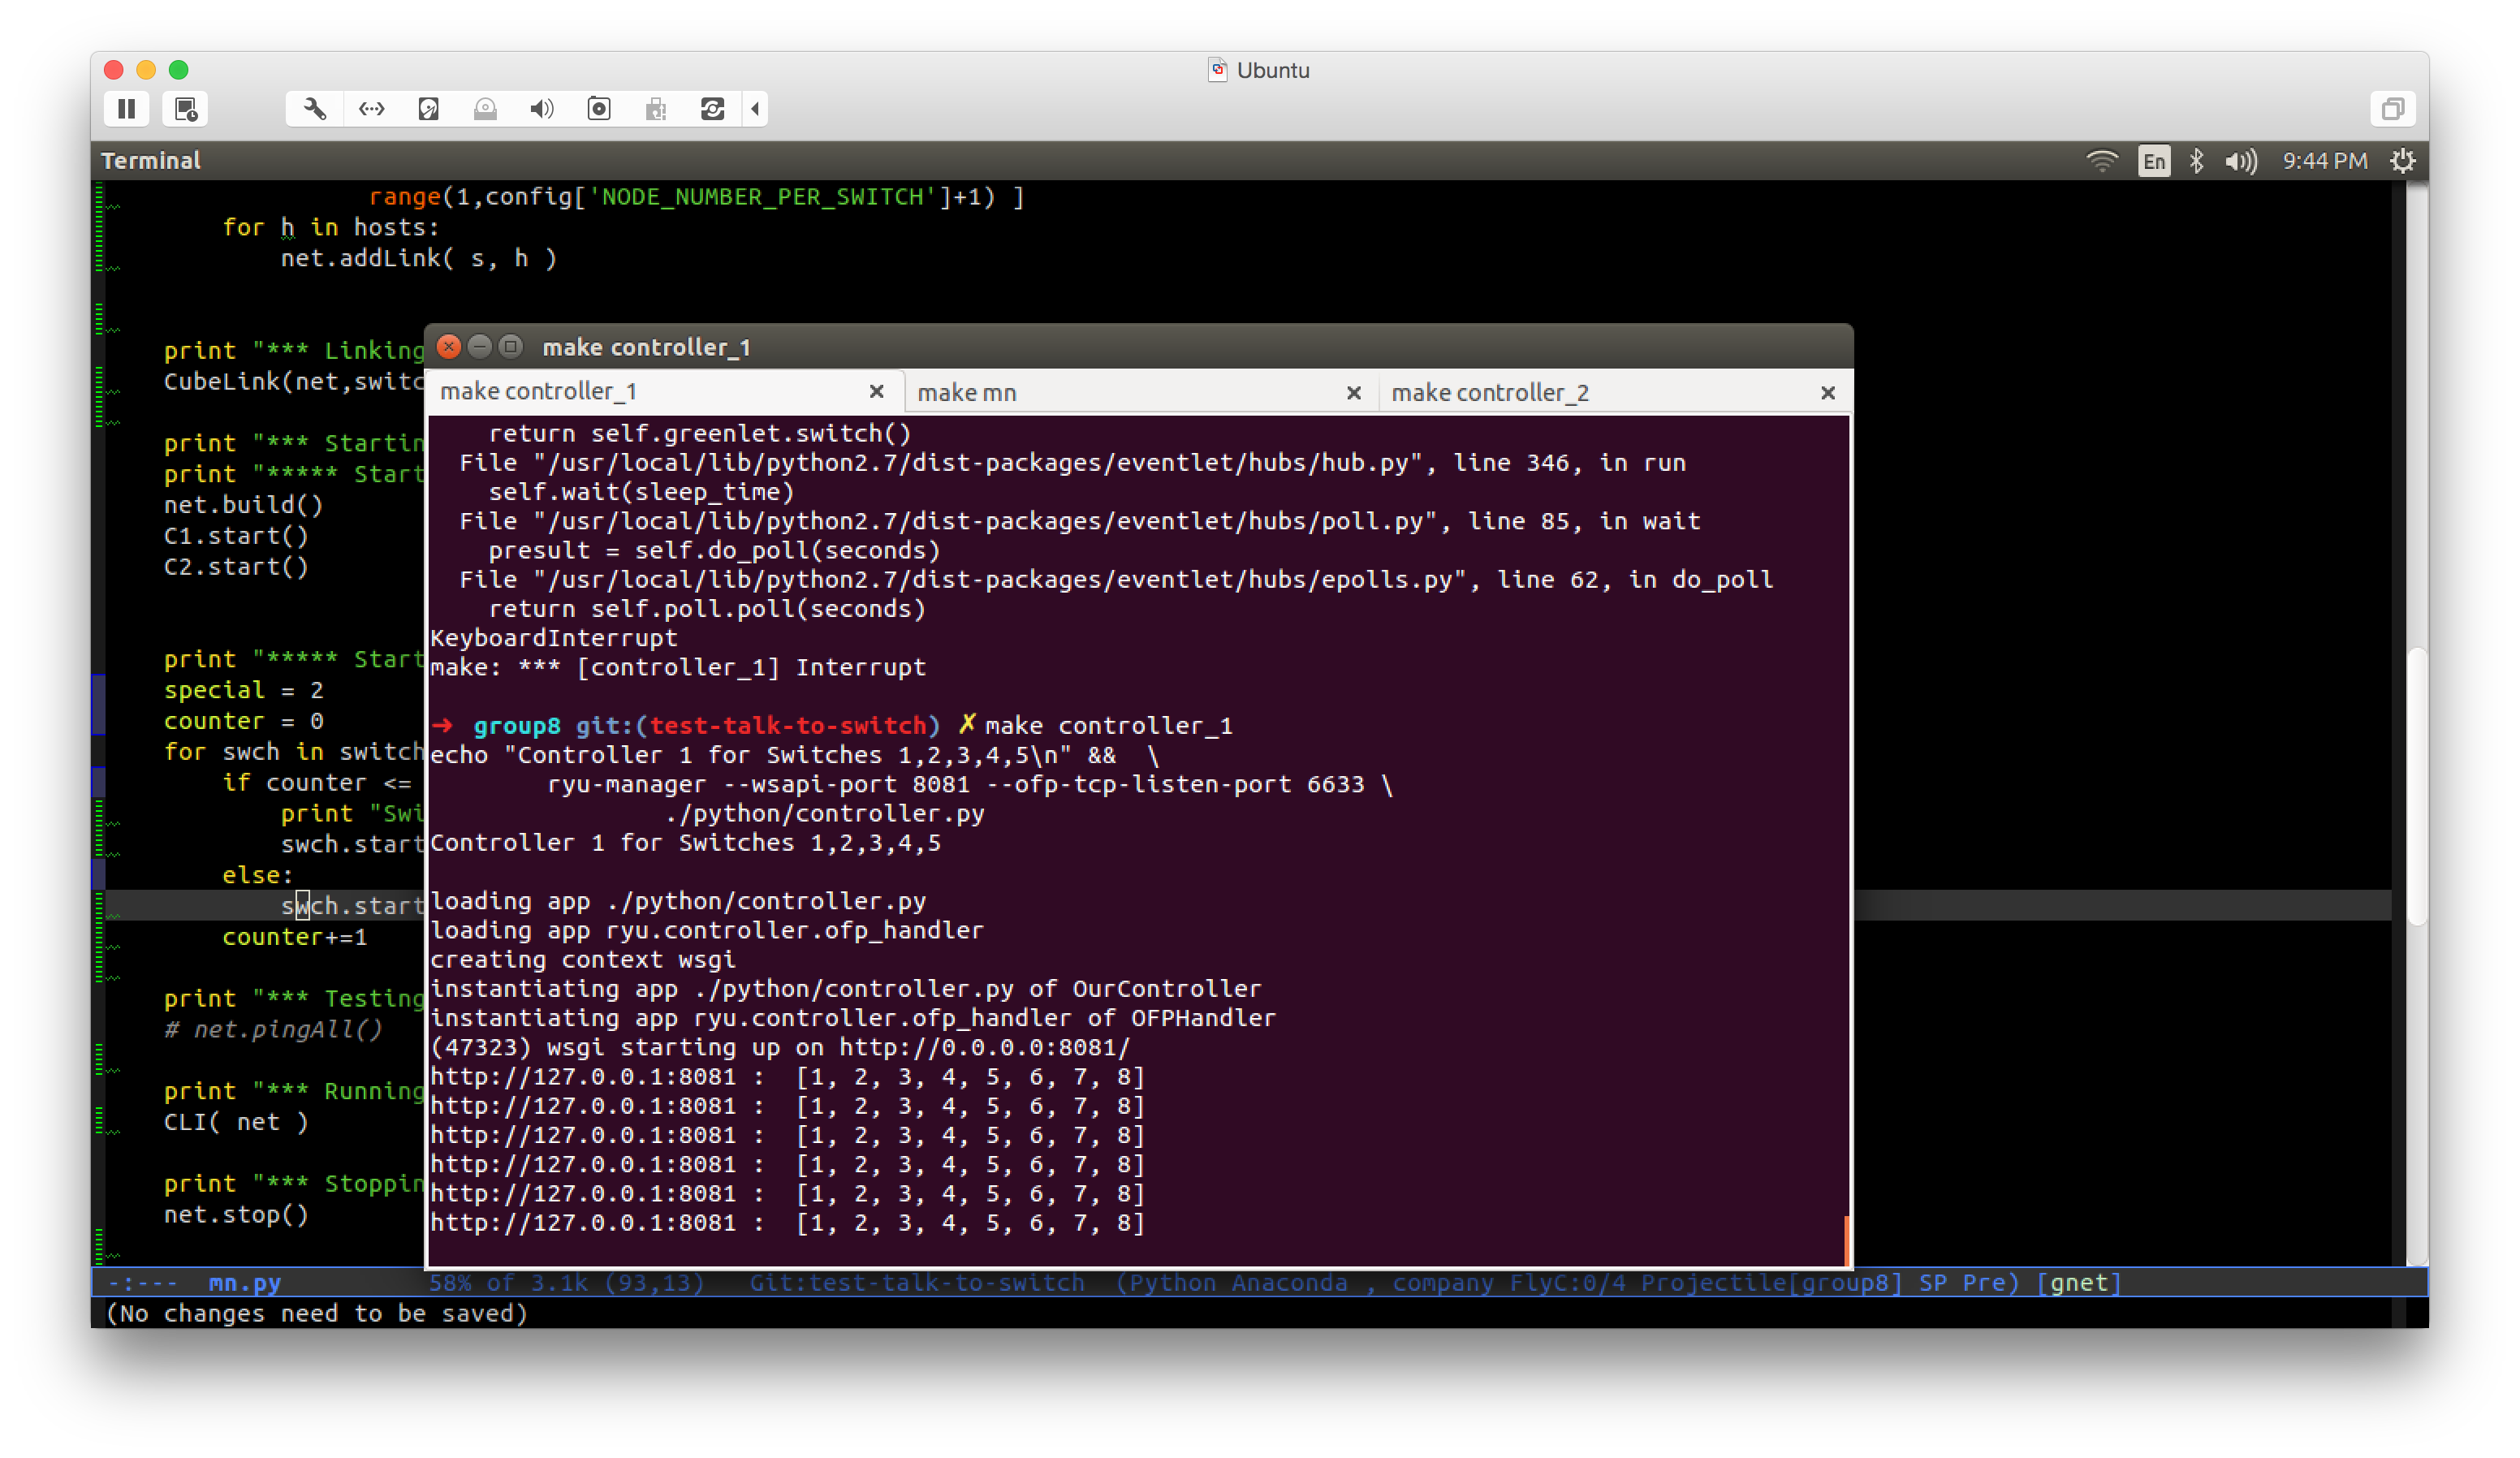 Ubuntu
Terminal
En
9:44 PM
range(1,config['NODE_NUMBER_PER_SWITCH']+1) ]
for h in hosts:
net.addLink( s, h )
print "*** Linking
CubeLink(net,switc
print "*** Startin
print "***** Start
net.build()
C1.start()
C2.start()
print "***** Start
special = 2
counter = 0
for swch in switch
if counter <=
print "Swi
swch.start
else:
swch.start
counter+=1
print "*** Testing
# net.pingAll()
print "*** Running
CLI( net )
print "*** Stoppin
net.stop()
make controller_1
make controller_1
make mn
make controller_2
return self.greenlet.switch()
File "/usr/local/lib/python2.7/dist-packages/eventlet/hubs/hub.py", line 346, in run
self.wait(sleep_time)
File "/usr/local/lib/python2.7/dist-packages/eventlet/hubs/poll.py", line 85, in wait
presult = self.do_poll(seconds)
File "/usr/local/lib/python2.7/dist-packages/eventlet/hubs/epolls.py", line 62, in do_poll
return self.poll.poll(seconds)
KeyboardInterrupt
make: *** [controller_1] Interrupt
➜ group8 git:(test-talk-to-switch) ✗ make controller_1
echo "Controller 1 for Switches 1,2,3,4,5\n" && \
ryu-manager --wsapi-port 8081 --ofp-tcp-listen-port 6633 \
./python/controller.py
Controller 1 for Switches 1,2,3,4,5
loading app ./python/controller.py
loading app ryu.controller.ofp_handler
creating context wsgi
instantiating app ./python/controller.py of OurController
instantiating app ryu.controller.ofp_handler of OFPHandler
(47323) wsgi starting up on http://0.0.0.0:8081/
http://127.0.0.1:8081 : [1, 2, 3, 4, 5, 6, 7, 8]
http://127.0.0.1:8081 : [1, 2, 3, 4, 5, 6, 7, 8]
http://127.0.0.1:8081 : [1, 2, 3, 4, 5, 6, 7, 8]
http://127.0.0.1:8081 : [1, 2, 3, 4, 5, 6, 7, 8]
http://127.0.0.1:8081 : [1, 2, 3, 4, 5, 6, 7, 8]
http://127.0.0.1:8081 : [1, 2, 3, 4, 5, 6, 7, 8]
-:--- mn.py 58% of 3.1k (93,13) Git:test-talk-to-switch (Python Anaconda , company FlyC:0/4 Projectile[group8] SP Pre) [gnet]
(No changes need to be saved)